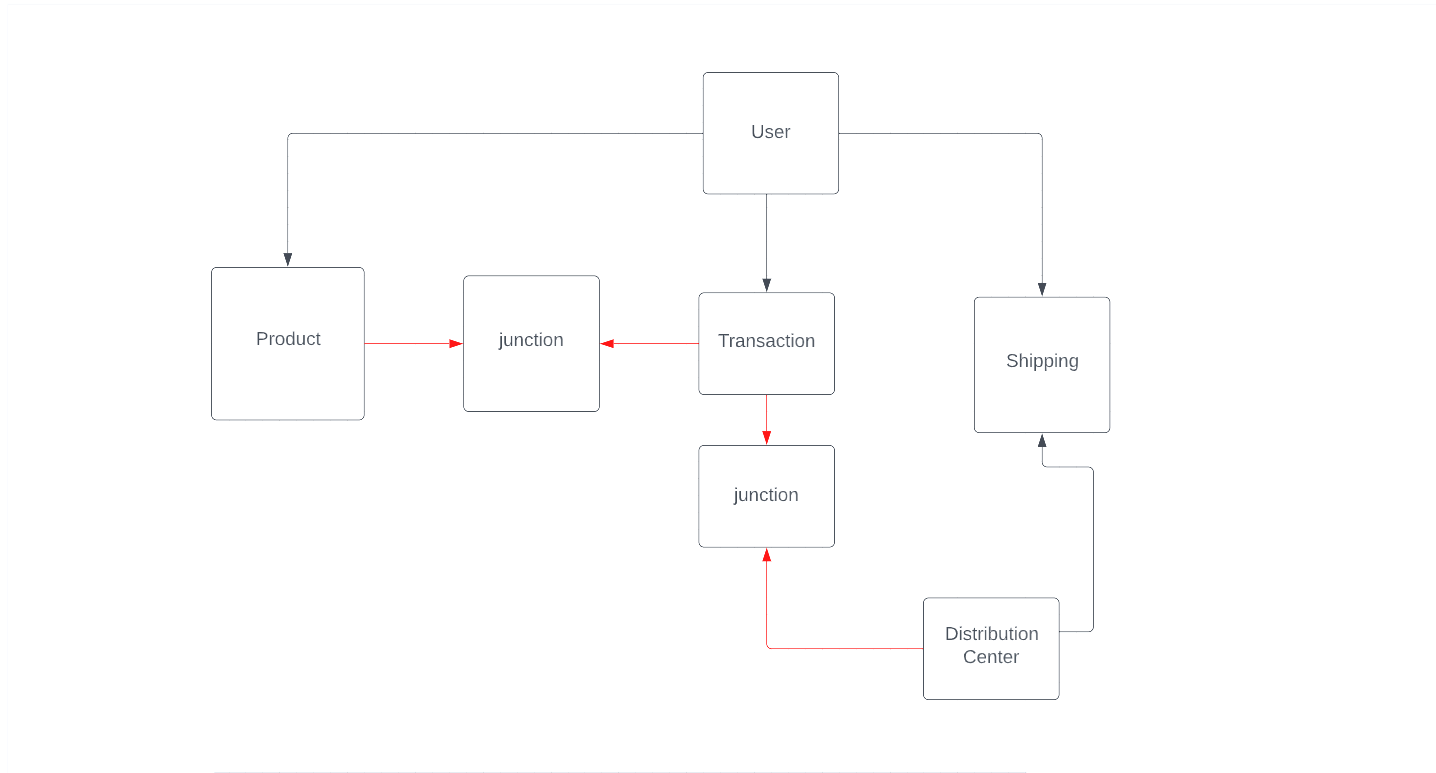 User
Product
junction
Transaction
Shipping
junction
Distribution
Center